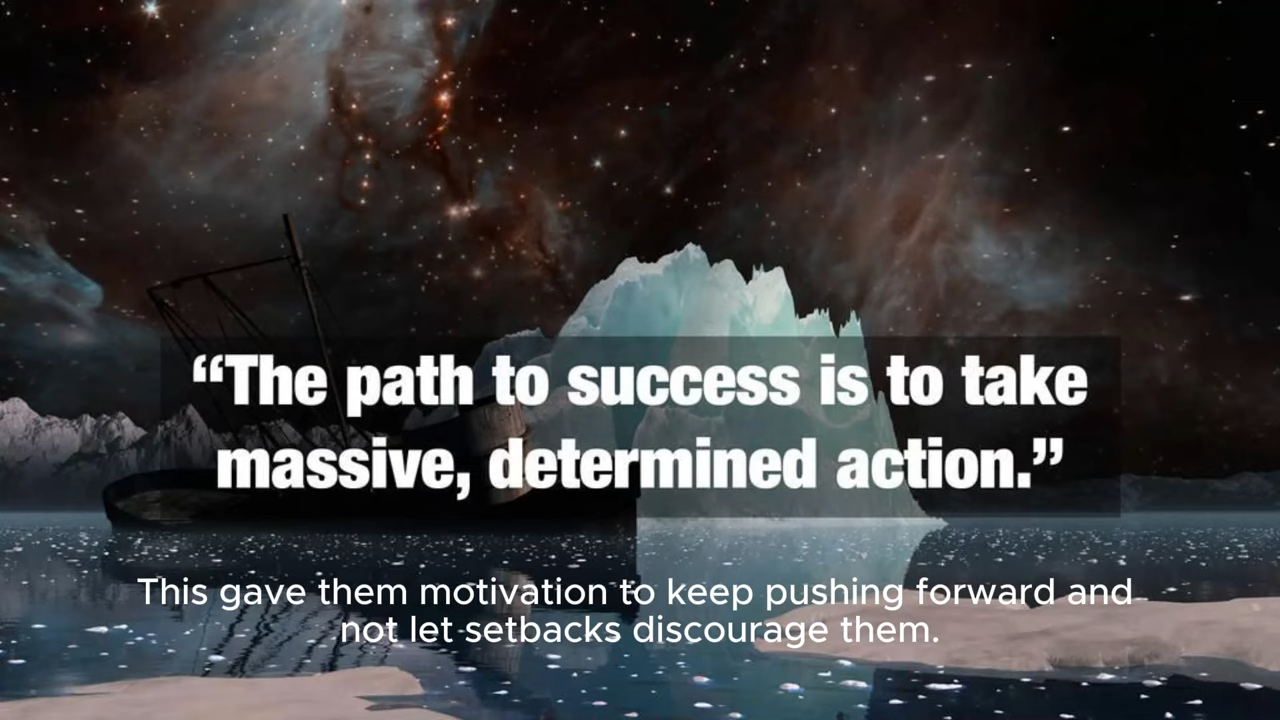 “The path to success is to take
massive, determined action.”
This gave them motivation to keep pushing forward and
not let setbacks discourage them.